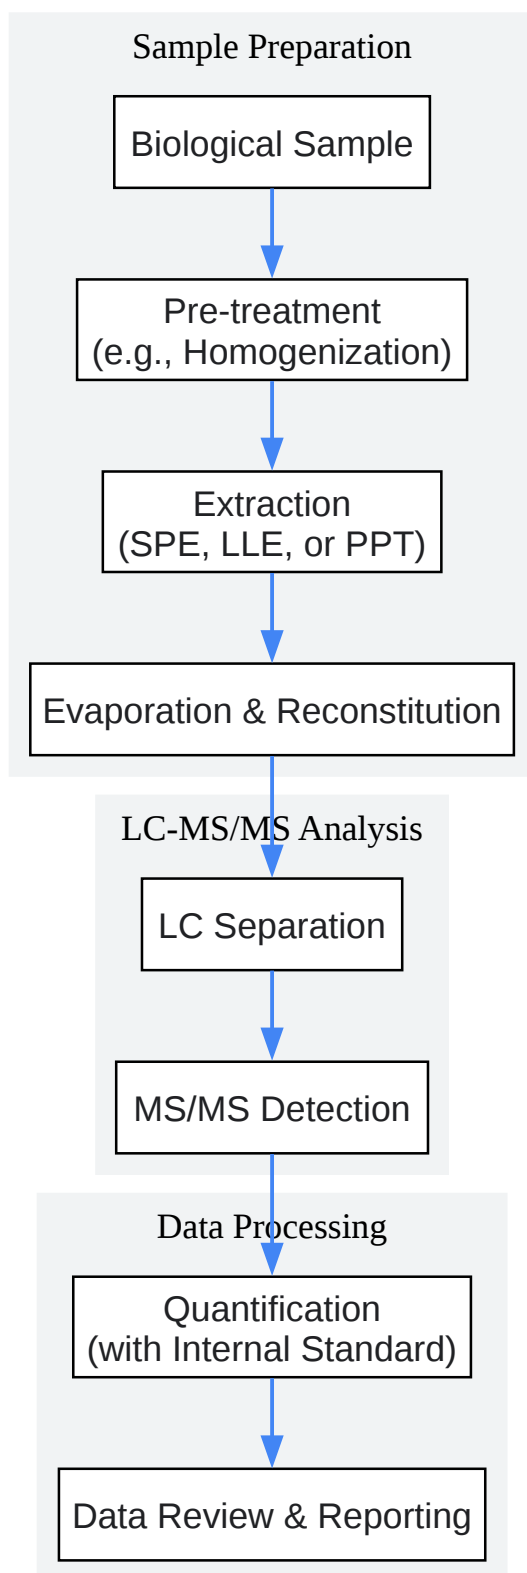 Sample Preparation
Biological Sample
Pre-treatment
(e.g., Homogenization)
Extraction
(SPE, LLE, or PPT)
Evaporation & Reconstitution
LC-MS/MS Analysis
LC Separation
MS/MS Detection
Data Processing
Quantification
(with Internal Standard)
Data Review & Reporting